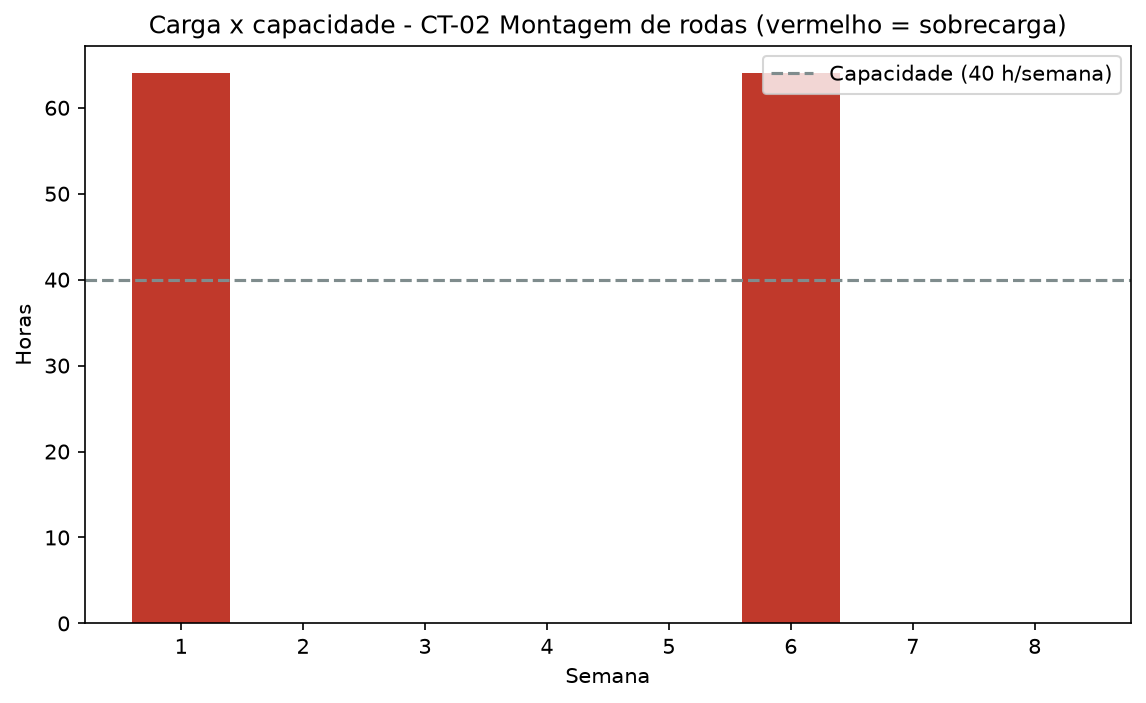 Carga x capacidade - CT-02 Montagem de rodas (vermelho = sobrecarga)
Capacidade (40 h/semana)
60
50
40
30
20
10
0
Horas
1 2 3 4 5 6 7 8
Semana